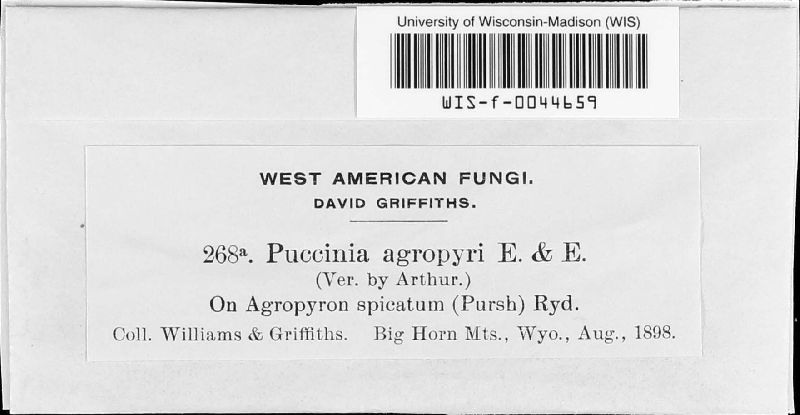 University of Wisconsin-Madison (WIS)
WIS-f-0044659
WEST AMERICAN FUNGI.
DAVID GRIFFITHS.
268ª. Puccinia agropyri E. & E.
(Ver. by Arthur.)
On Agropyron spicatum (Pursh) Ryd.
Coll. Williams & Griffiths. Big Horn Mts., Wyo., Aug., 1898.